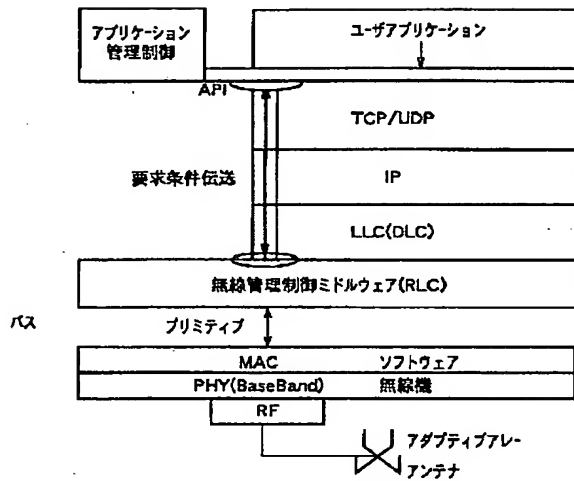 アプリケーション
管理制御
ユーザアプリケーション
API
TCP/UDP
要求条件伝送
IP
LLC(DLC)
無線管理制御ミドルウェア(RLC)
バス
プリミティブ
MAC
ソフトウェア
PHY(BaseBand)
無線機
RF
アダプティブアレー
アンテナ